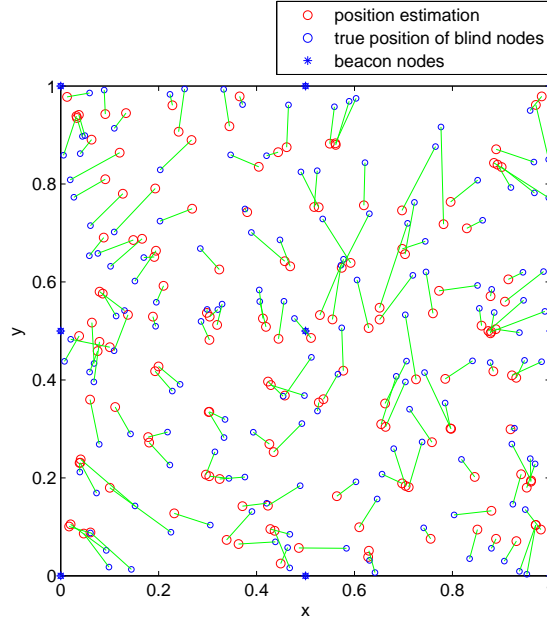 position estimation
true position of blind nodes
beacon nodes
1
0.8
0.6
y
0.4
0.2
0
0
0.2
0.4
0.6
0.8
x